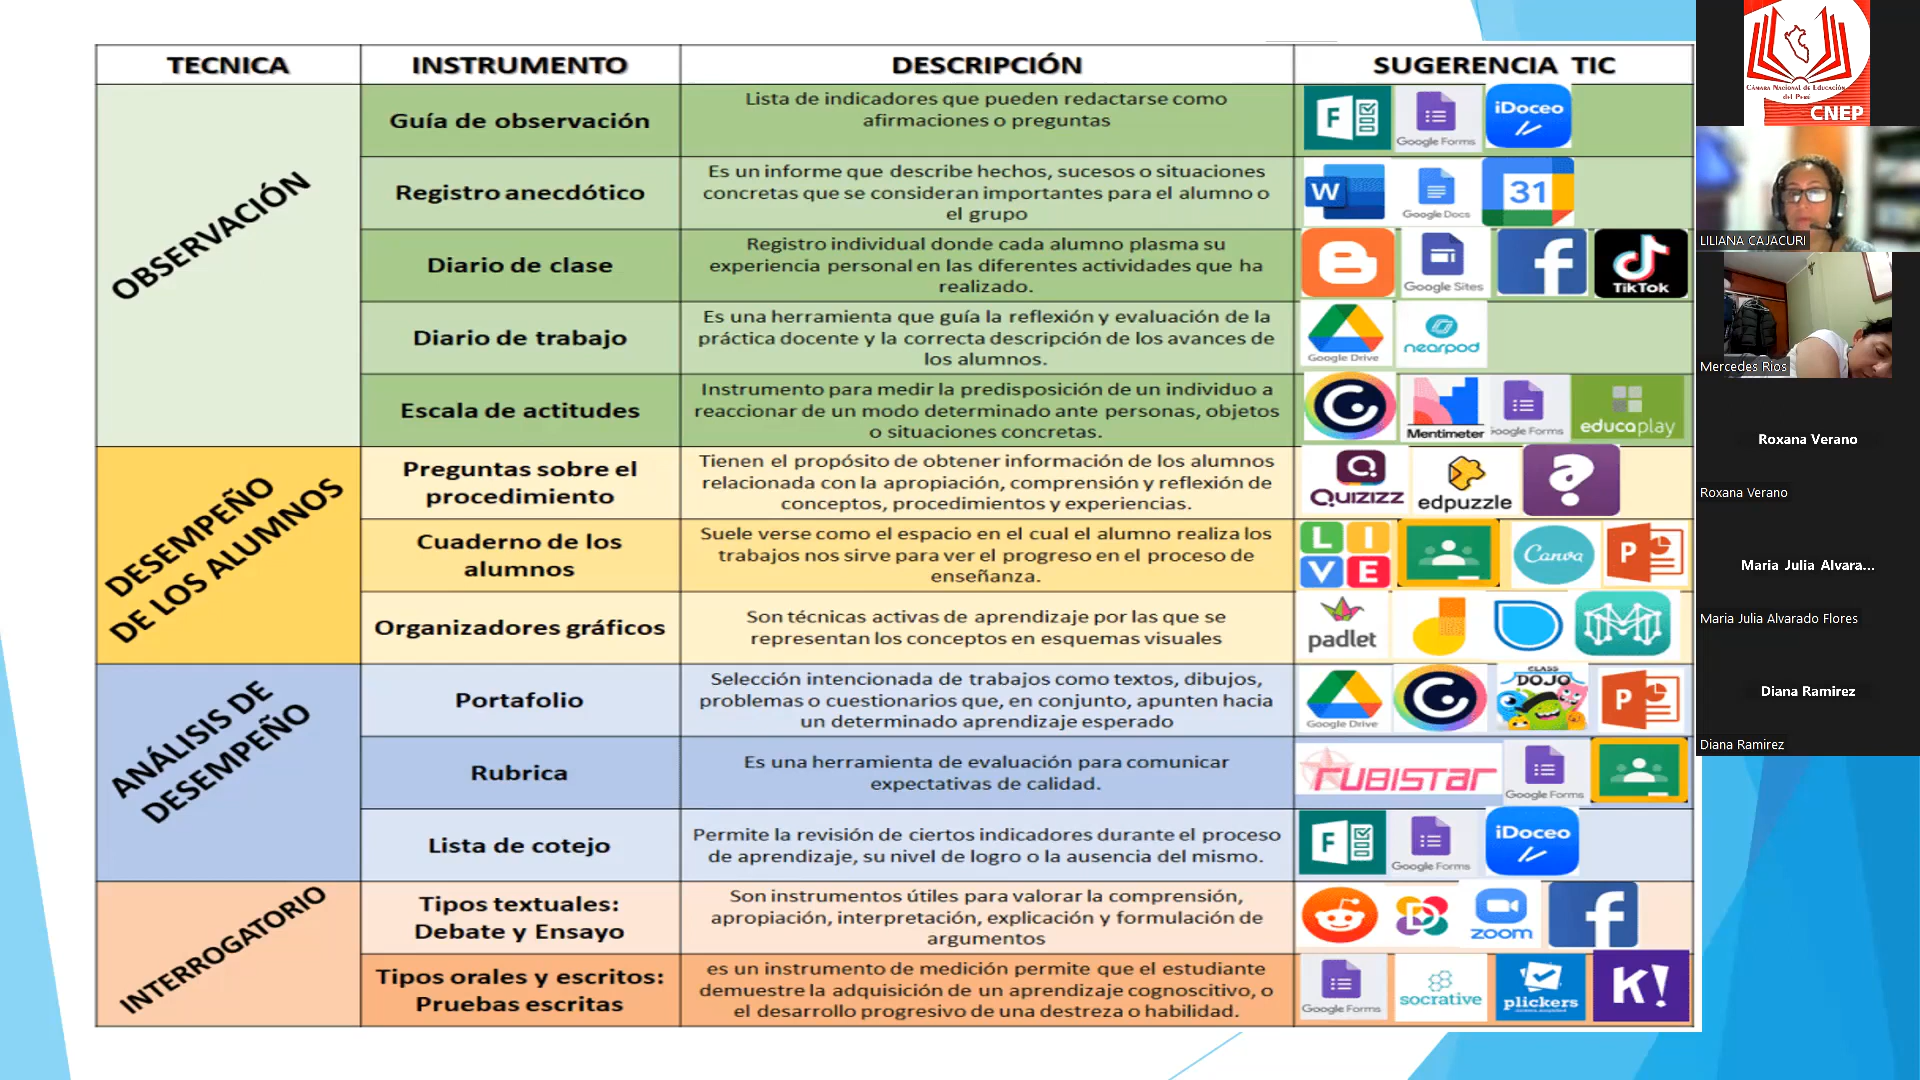 TECNICA
INSTRUMENTO
DESCRIPCIÓN
SUGERENCIA TIC
OBSERVACIÓN
Guía de observación
Lista de indicadores que pueden redactarse como
afirmaciones o preguntas
F
Google Forms
iDoceo
Registro anecdótico
Es un informe que describe hechos, sucesos o situaciones
concretas que se consideran importantes para el alumno o
el grupo
W
Google Docs
31
Diario de clase
Registro individual donde cada alumno plasma su
experiencia personal en las diferentes actividades que ha
realizado.
Google Sites
f
TikTok
Diario de trabajo
Es una herramienta que guía la reflexión y evaluación de la
práctica docente y la correcta descripción de los avances de
los alumnos.
Google Drive
nearpod
Escala de actitudes
Instrumento para medir la predisposición de un individuo a
reaccionar de un modo determinado ante personas, objetos
o situaciones concretas.
Mentimeter
Google Forms
educaplay
DESEMPEÑO
DE LOS ALUMNOS
Preguntas sobre el
procedimiento
Tienen el propósito de obtener información de los alumnos
relacionada con la apropiación, comprensión y reflexión de
conceptos, procedimientos y experiencias.
QUIZIZZ
edpuzzle
?
Cuaderno de los
alumnos
Suele verse como el espacio en el cual el alumno realiza los
trabajos nos sirve para ver el progreso en el proceso de
enseñanza.
LIVE
Canva
P
Organizadores gráficos
Son técnicas activas de aprendizaje por las que se
representan los conceptos en esquemas visuales
padlet
ANÁLISIS DE
DESEMPEÑO
Portafolio
Selección intencionada de trabajos como textos, dibujos,
problemas o cuestionarios que, en conjunto, apunten hacia
un determinado aprendizaje esperado
Google Drive
CLASS
DOJO
P
Rubrica
Es una herramienta de evaluación para comunicar
expectativas de calidad.
RUBISTAR
Google Forms
Lista de cotejo
Permite la revisión de ciertos indicadores durante el proceso
de aprendizaje, su nivel de logro o la ausencia del mismo.
F
Google Forms
iDoceo
INTERROGATORIO
Tipos textuales:
Debate y Ensayo
Son instrumentos útiles para valorar la comprensión,
apropiación, interpretación, explicación y formulación de
argumentos
D
zoom
f
Tipos orales y escritos:
Pruebas escritas
es un instrumento de medición permite que el estudiante
demuestre la adquisición de un aprendizaje cognoscitivo, o
el desarrollo progresivo de una destreza o habilidad.
Google Forms
socrative
plickers
K!
CÁMARA NACIONAL DE EDUCACIÓN
del Perú
CNEP
LILIANA CAJACURI
Mercedes Rios
Roxana Verano
Roxana Verano
Maria Julia Alvara...
Maria Julia Alvarado Flores
Diana Ramirez
Diana Ramirez